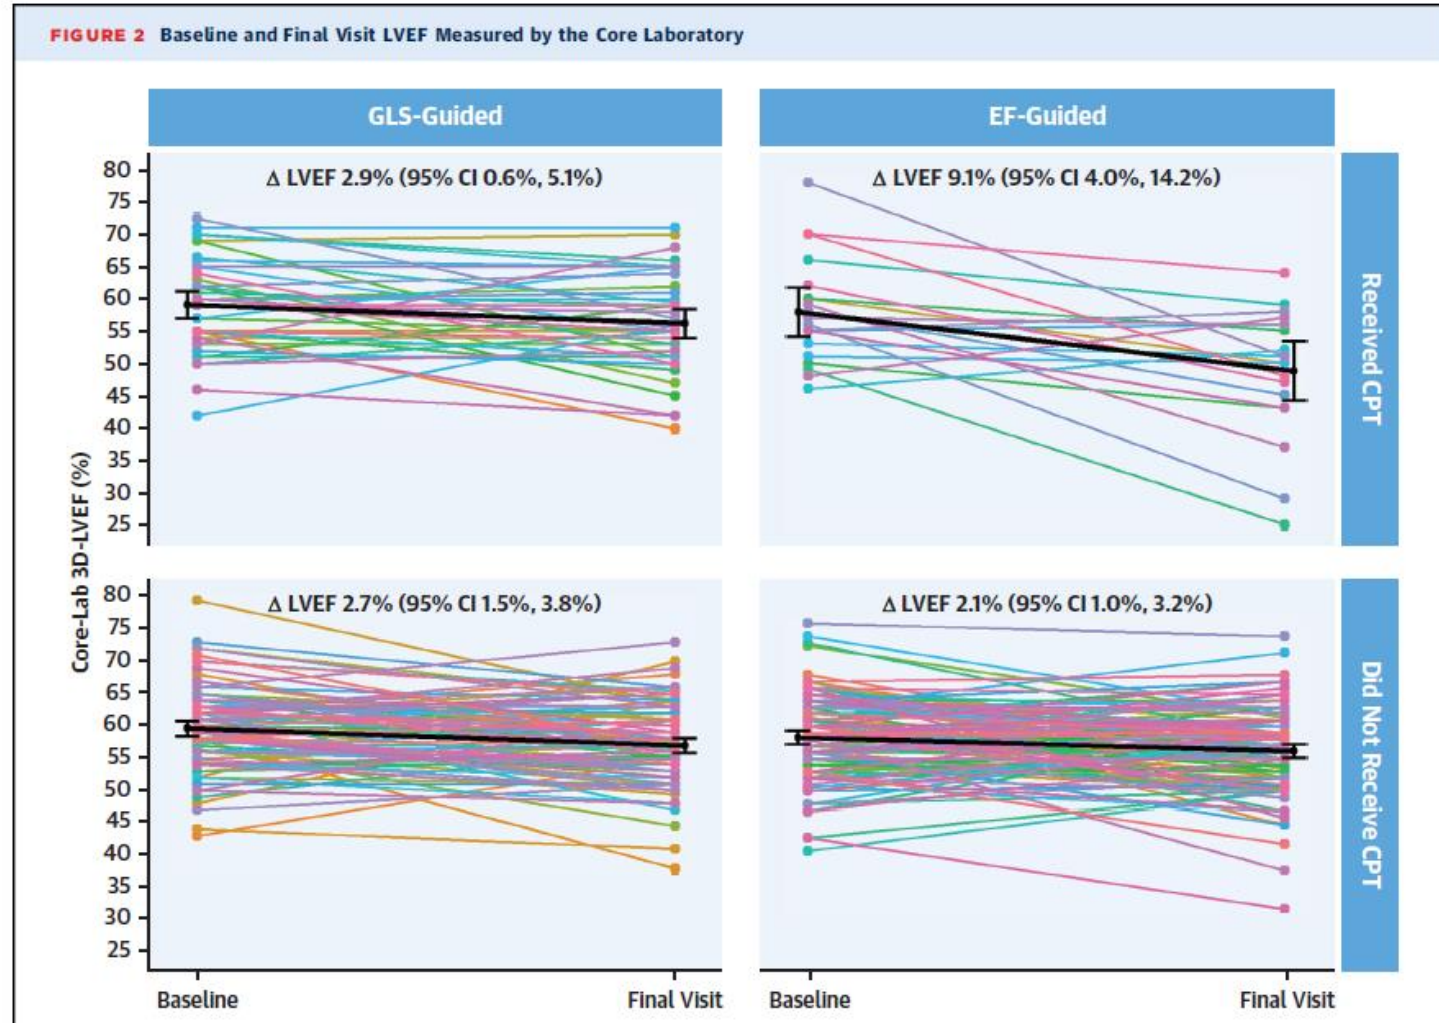 FIGURE 2 Baseline and Final Visit LVEF Measured by the Core Laboratory
GLS-Guided
EF-Guided
Δ LVEF 2.9% (95% CI 0.6%, 5.1%)
Δ LVEF 9.1% (95% CI 4.0%, 14.2%)
80
75
70
65
60
55
50
45
40
35
30
25
Received CPT
Core-Lab 3D-LVEF (%)
Δ LVEF 2.7% (95% CI 1.5%, 3.8%)
Δ LVEF 2.1% (95% CI 1.0%, 3.2%)
80
75
70
65
60
55
50
45
40
35
30
25
Did Not Receive CPT
Baseline
Final Visit
Baseline
Final Visit